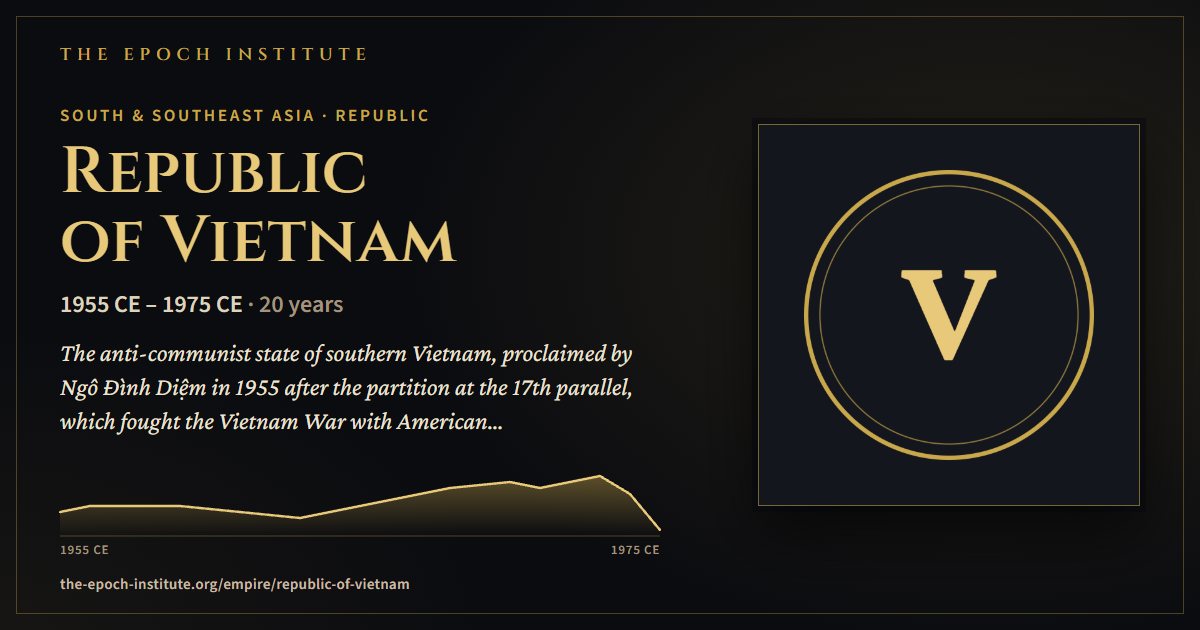 THE EPOCH INSTITUTE
SOUTH & SOUTHEAST ASIA · REPUBLIC
REPUBLIC
OF VIETNAM
1955 CE – 1975 CE · 20 years
The anti-communist state of southern Vietnam, proclaimed by
Ngô Đình Diệm in 1955 after the partition at the 17th parallel,
which fought the Vietnam War with American…
V
1955 CE
1975 CE
the-epoch-institute.org/empire/republic-of-vietnam